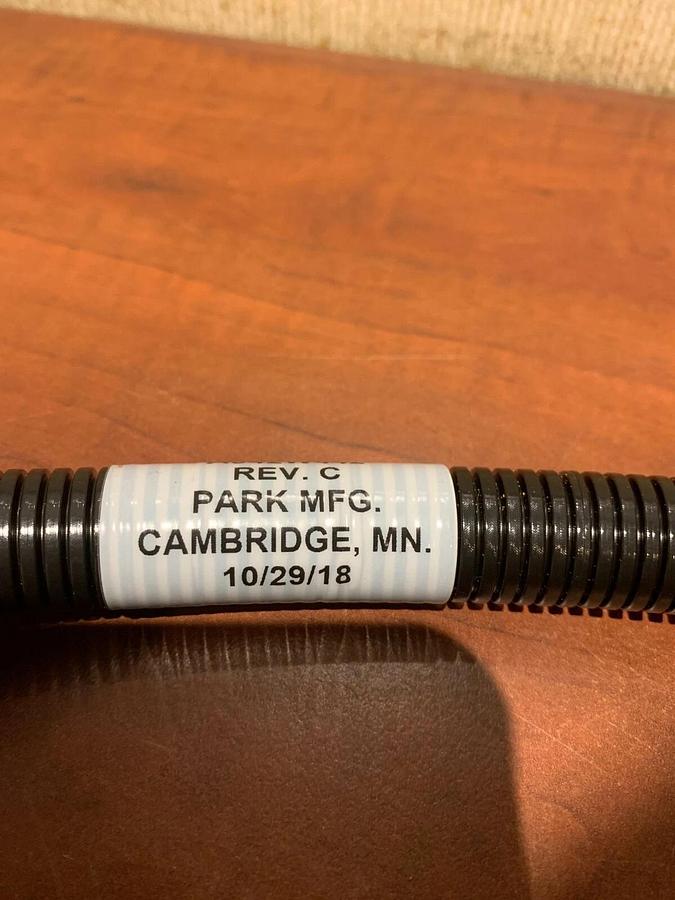 REV. C
PARK MFG.
CAMBRIDGE, MN.
10/29/18